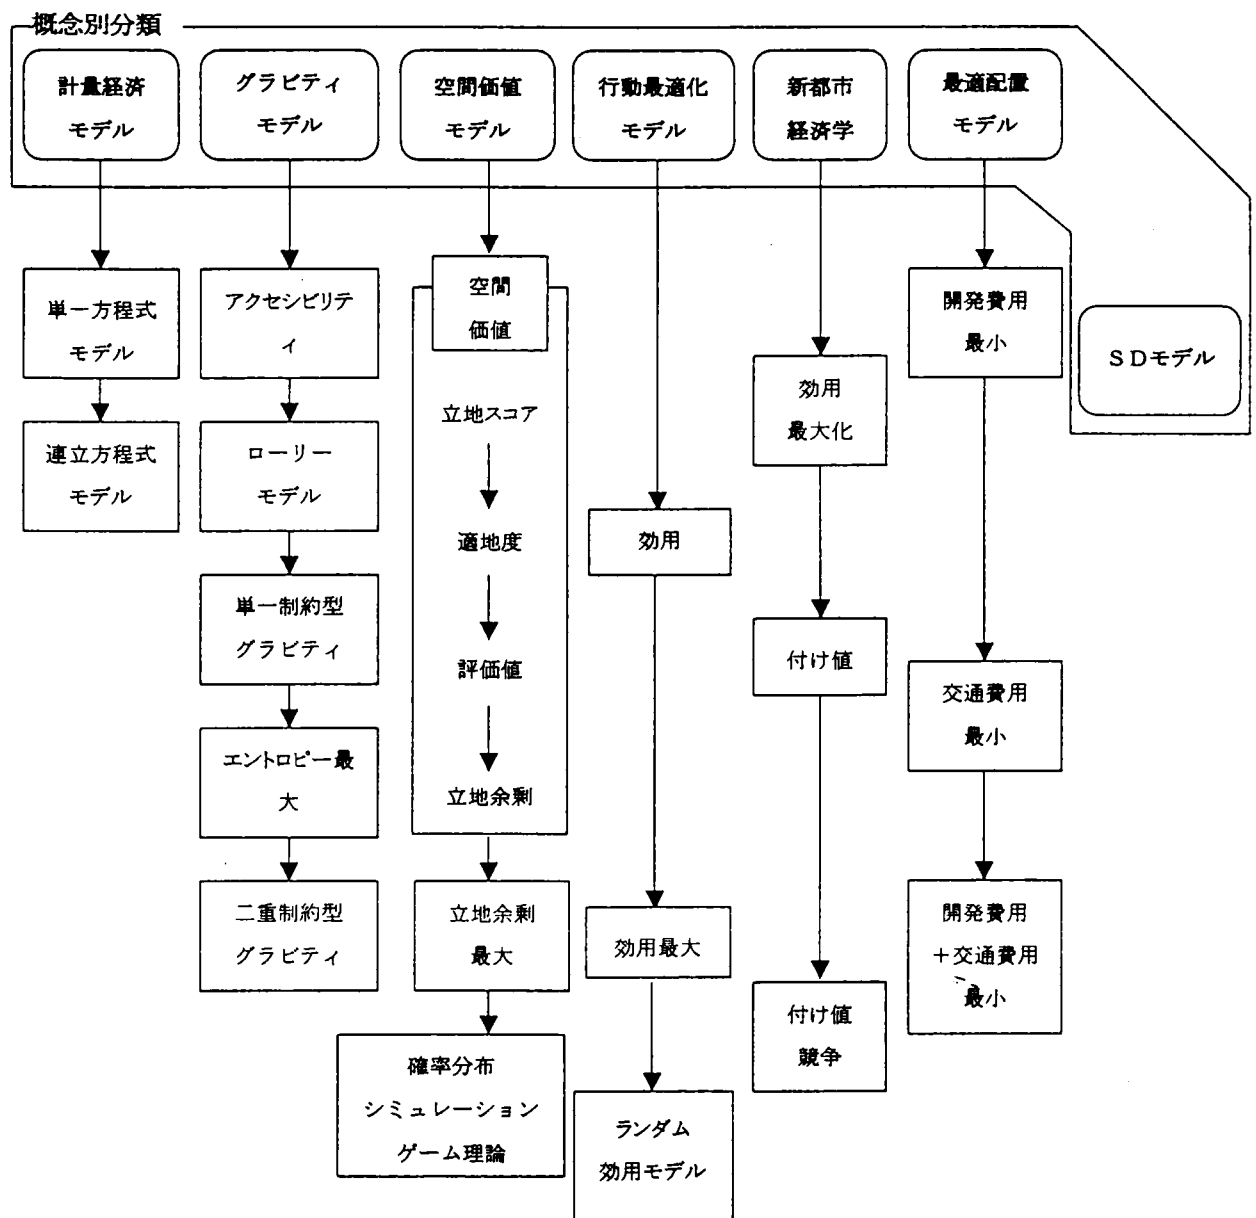 概念別分類
計量経済
モデル
グラビティ
モデル
空間価値
モデル
行動最適化
モデル
新都市
経済学
最適配置
モデル
SDモデル
単一方程式
モデル
連立方程式
モデル
アクセシビリテ
ィ
ローリー
モデル
単一制約型
グラビティ
エントロピー最
大
二重制約型
グラビティ
空間
価値
立地スコア
適地度
評価値
立地余剰
立地余剰
最大
確率分布
シミュレーション
ゲーム理論
効用
効用最大
ランダム
効用モデル
効用
最大化
付け値
付け値
競争
開発費用
最小
交通費用
最小
開発費用
+交通費用
最小